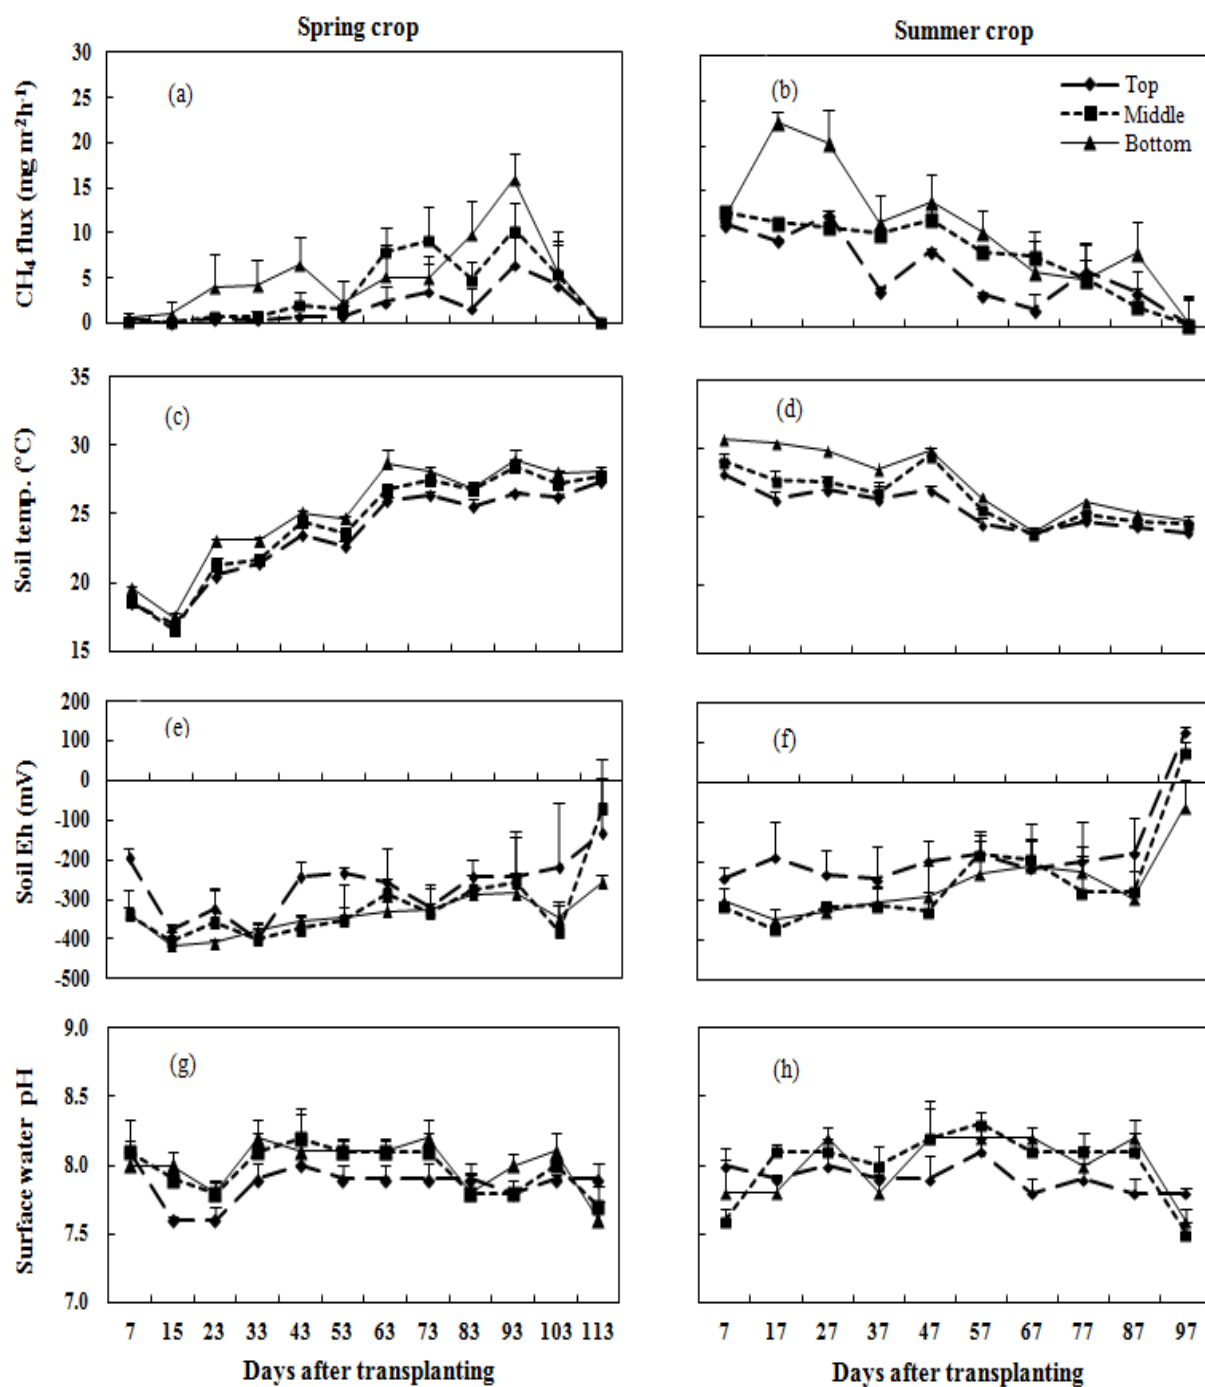 Spring crop
Summer crop
CH₄ flux (ng m⁻²h⁻¹)
30
25
20
15
10
5
0
(a)
(b)
Top
Middle
Bottom
Soil temp. (°C)
35
30
25
20
15
(c)
(d)
Soil Eh (mV)
200
100
0
-100
-200
-300
-400
-500
(e)
(f)
Surface water pH
9.0
8.5
8.0
7.5
7.0
(g)
(h)
7 15 23 33 43 53 63 73 83 93 103 113
7 17 27 37 47 57 67 77 87 97
Days after transplanting
Days after transplanting